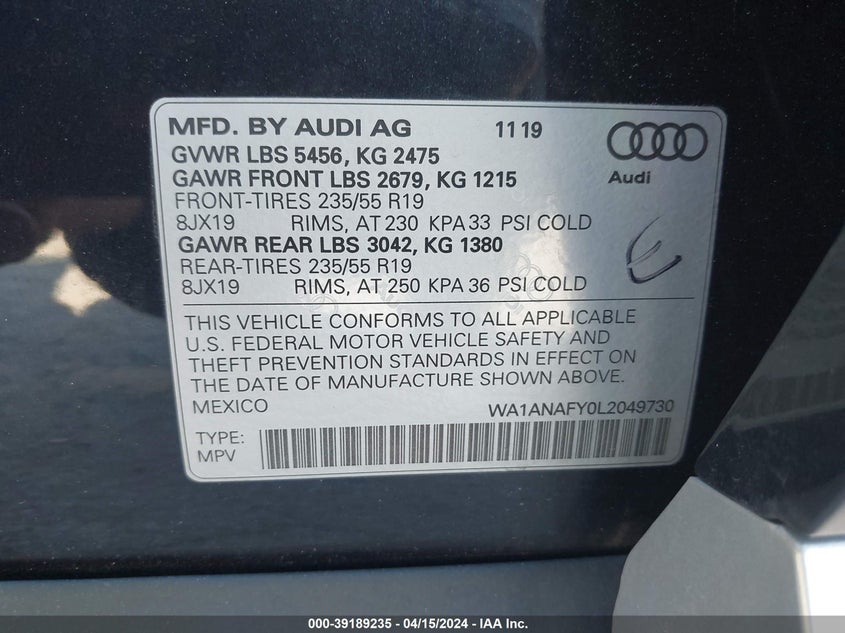 MFD. BY AUDI AG 11 19
GVWR LBS 5456, KG 2475
GAWR FRONT LBS 2679, KG 1215
Audi
FRONT-TIRES 235/55 R19
8JX19 RIMS, AT 230 KPA 33 PSI COLD
GAWR REAR LBS 3042, KG 1380
REAR-TIRES 235/55 R19
8JX19 RIMS, AT 250 KPA 36 PSI COLD
THIS VEHICLE CONFORMS TO ALL APPLICABLE
U.S. FEDERAL MOTOR VEHICLE SAFETY AND
THEFT PREVENTION STANDARDS IN EFFECT ON
THE DATE OF MANUFACTURE SHOWN ABOVE.
MEXICO WA1ANAFY0L2049730
TYPE:
MPV
000-39189235 - 04/15/2024 - IAA Inc.